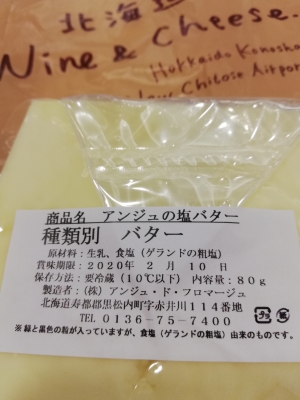 北海道
Wine & Cheese
Hokkaido Konosha
New Chitose Airport
商品名 アンジュの塩バター
種類別 バター
原材料：生乳、食塩（ゲランドの粗塩）
賞味期限：2020年 2月 10日
保存方法：要冷蔵（10℃以下） 内容量：80g
製造者：（株）アンジュ・ド・フロマージュ
北海道寿都郡黒松内町字赤井川114番地
TEL 0136-75-7400
※緑と黒色の粒が入っていますが、食塩（ゲランドの粗塩）由来のものです。